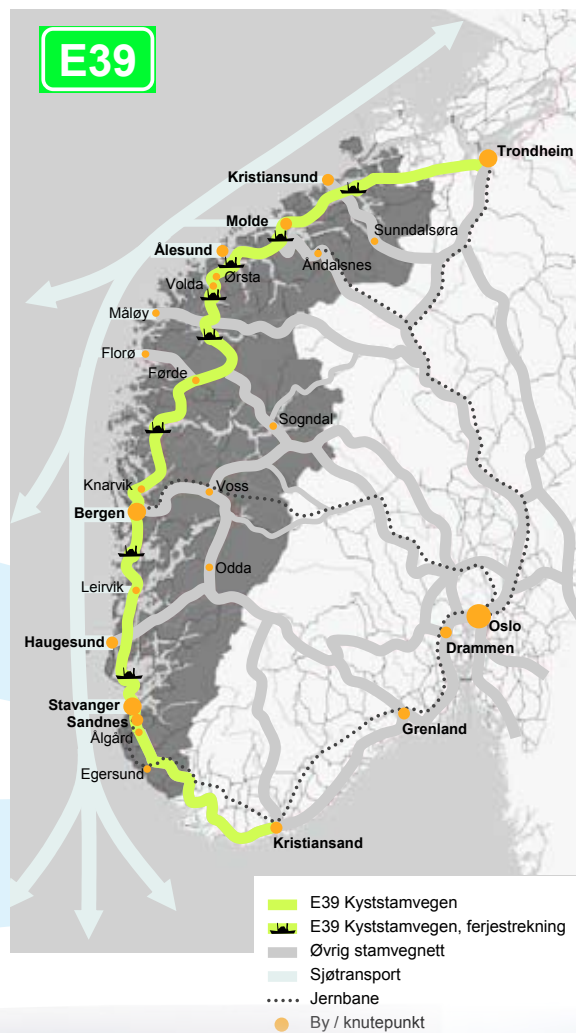 E39
Trondheim
Kristiansund
Molde
Sunndalsøra
Ålesund
Åndalsnes
Ørsta
Volda
Måløy
Florø
Førde
Sogndal
Knarvik
Voss
Bergen
Odda
Leirvik
Oslo
Haugesund
Drammen
Stavanger
Sandnes
Grenland
Ålgård
Egersund
Kristiansand
E39 Kyststamvegen
E39 Kyststamvegen, ferjestrekning
Øvrig stamvegnett
Sjøtransport
Jernbane
By / knutepunkt